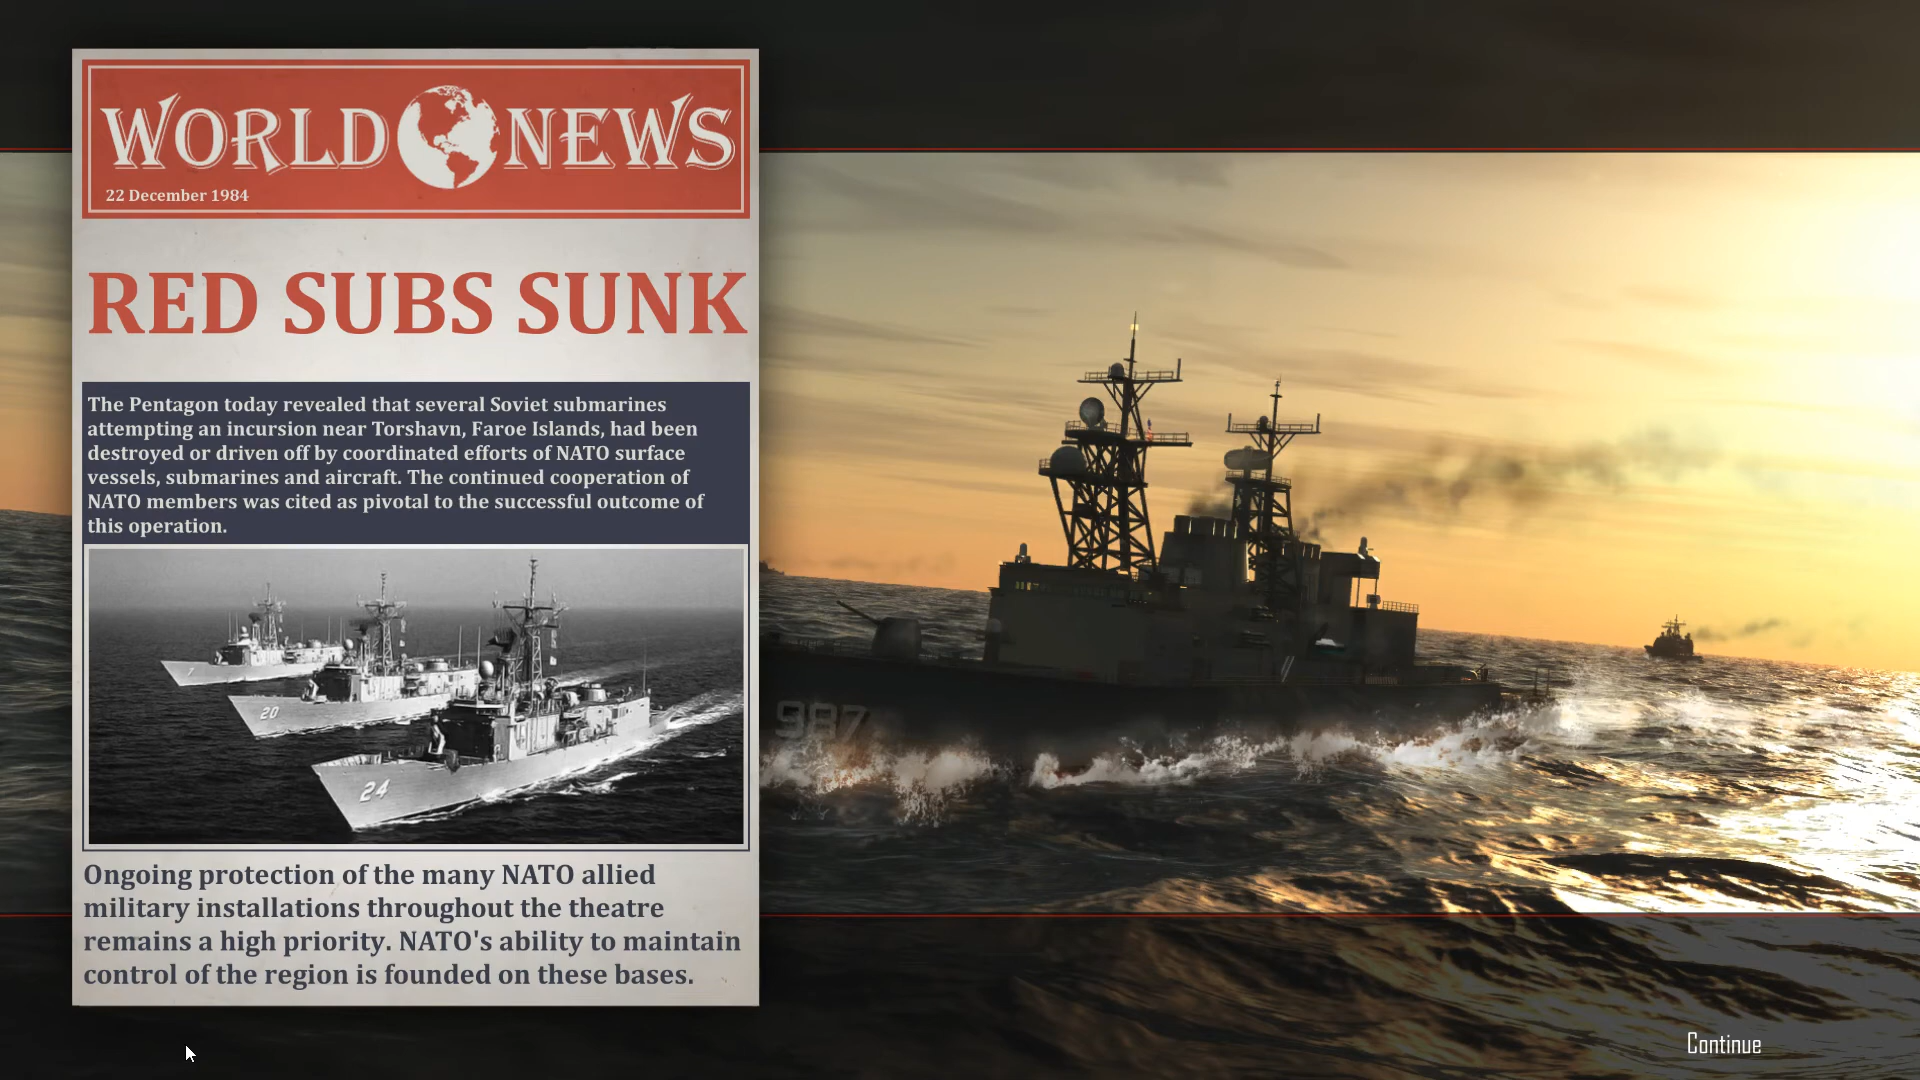 WORLD NEWS
22 December 1984
RED SUBS SUNK
The Pentagon today revealed that several Soviet submarines
attempting an incursion near Torshavn, Faroe Islands, had been
destroyed or driven off by coordinated efforts of NATO surface
vessels, submarines and aircraft. The continued cooperation of
NATO members was cited as pivotal to the successful outcome of
this operation.
7
20
24
Ongoing protection of the many NATO allied
military installations throughout the theatre
remains a high priority. NATO's ability to maintain
control of the region is founded on these bases.
987
Continue